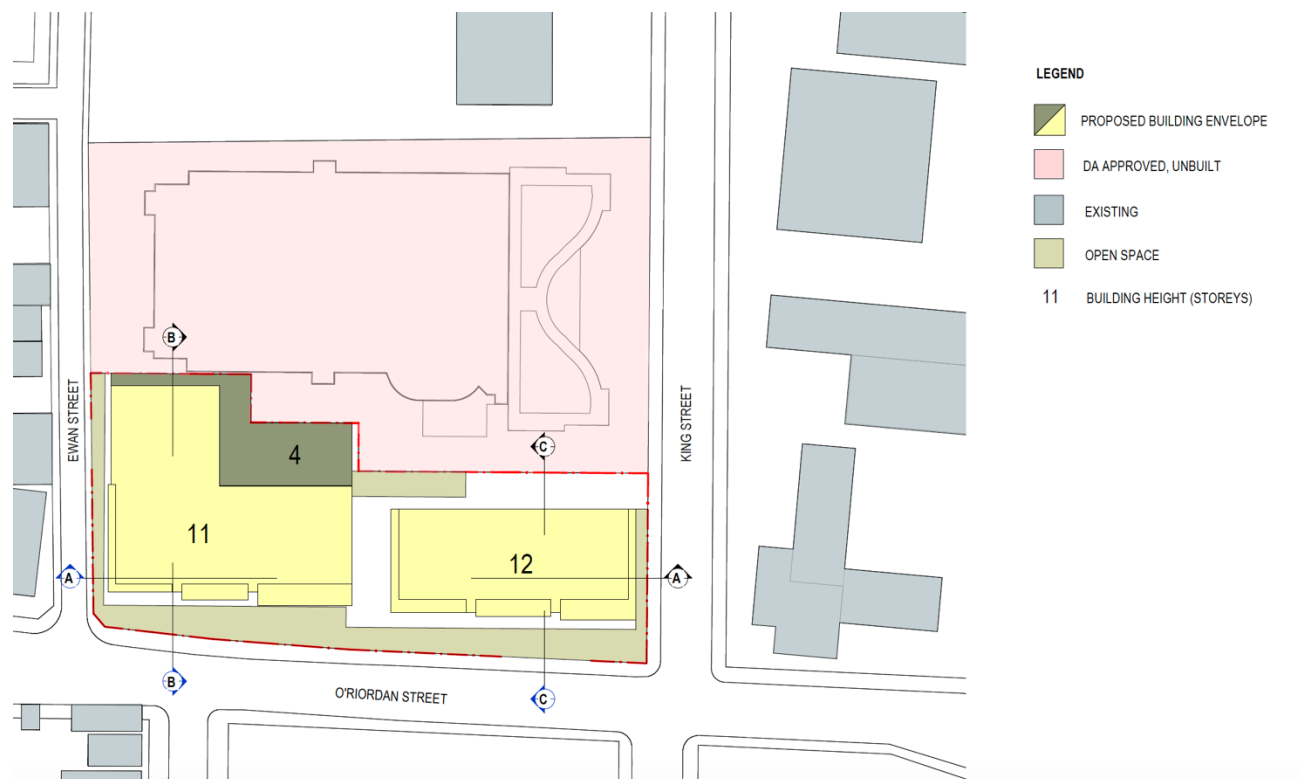 LEGEND
PROPOSED BUILDING ENVELOPE
DA APPROVED, UNBUILT
EXISTING
OPEN SPACE
11 BUILDING HEIGHT (STOREYS)
B
EWAN STREET
KING STREET
4
C
11
12
A
A
B
C
O'RIORDAN STREET